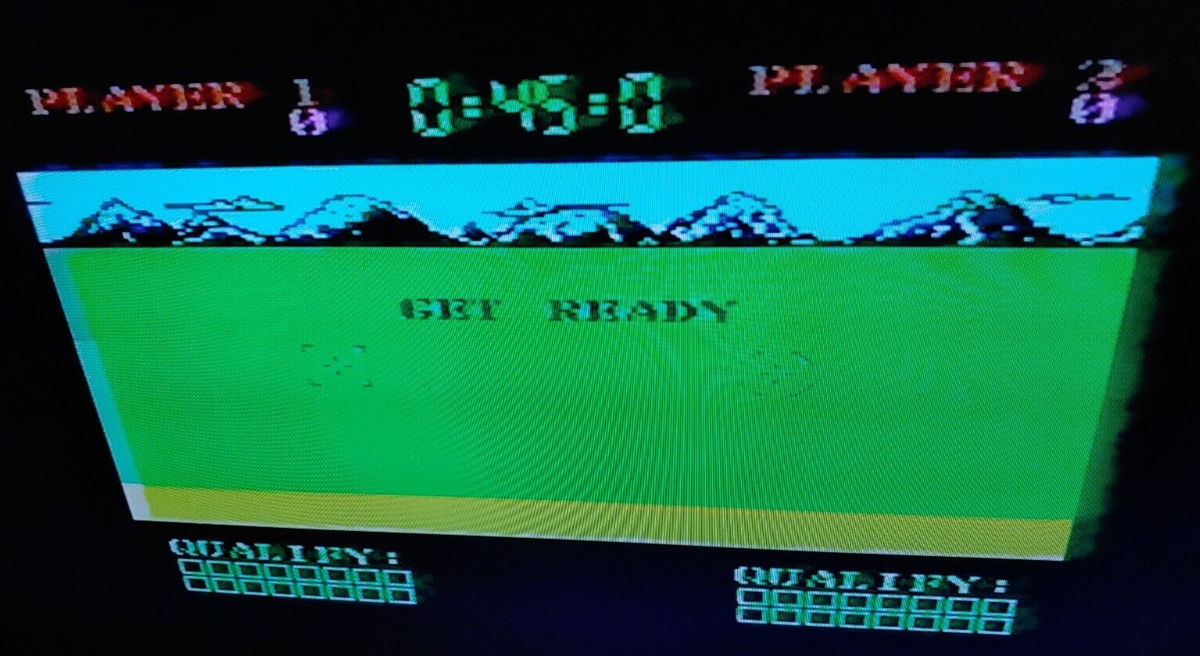 PLAYER 1 0:45:0 PLAYER 2
0 0
GET READY
QUALIFY: QUALIFY: